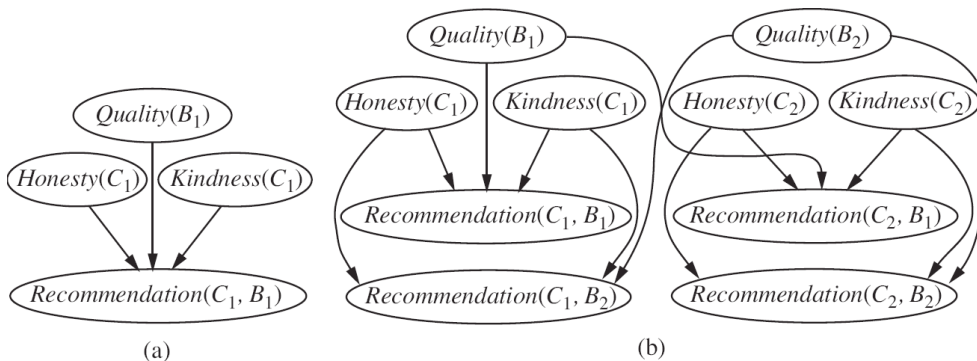 Quality(B₁)
Honesty(C₁)
Kindness(C₁)
Recommendation(C₁, B₁)
(a)
Quality(B₁)
Quality(B₂)
Honesty(C₁)
Kindness(C₁)
Honesty(C₂)
Kindness(C₂)
Recommendation(C₁, B₁)
Recommendation(C₂, B₁)
Recommendation(C₁, B₂)
Recommendation(C₂, B₂)
(b)